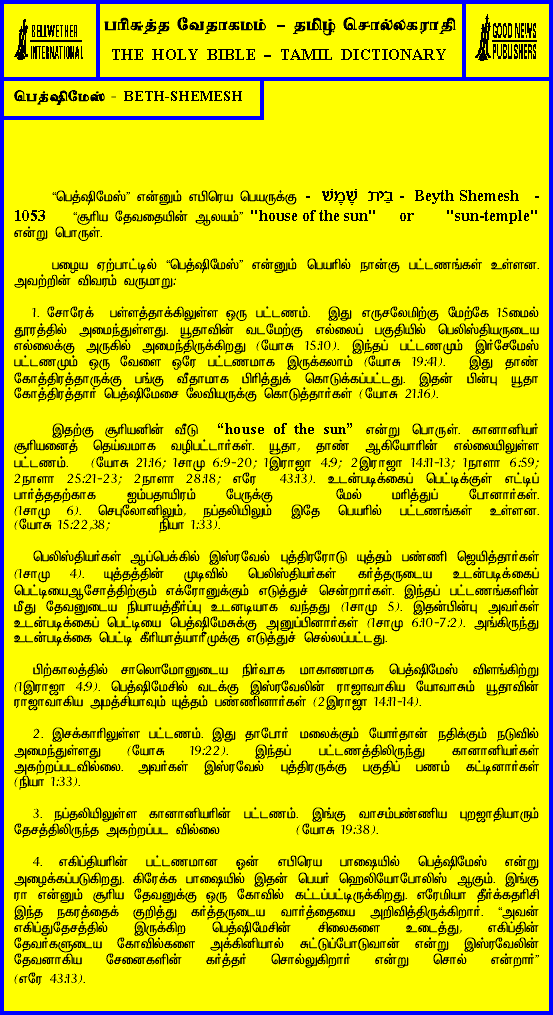 BELLWETHER
INTERNATIONAL
பரிசுத்த வேதாகமம் – தமிழ் சொல்லகராதி
THE HOLY BIBLE – TAMIL DICTIONARY
GOOD NEWS
PUBLISHERS
பெத்ஷிமேஸ் - BETH-SHEMESH
“பெத்ஷிமேஸ்” என்னும் எபிரெய பெயருக்கு - בֵּית שֶׁמֶשׁ - Beyth Shemesh -
1053 “சூரிய தேவதையின் ஆலயம்” "house of the sun" or "sun-temple"
என்று பொருள்.
பழைய ஏற்பாட்டில் “பெத்ஷிமேஸ்” என்னும் பெயரில் நான்கு பட்டணங்கள் உள்ளன.
அவற்றின் விவரம் வருமாறு:
1. சோரேக் பள்ளத்தாக்கிலுள்ள ஒரு பட்டணம். இது எருசலேமிற்கு மேற்கே 15மைல்
தூரத்தில் அமைந்துள்ளது. யூதாவின் வடமேற்கு எல்லைப் பகுதியில் பெலிஸ்தியருடைய
எல்லைக்கு அருகில் அமைந்திருக்கிறது (யோசு 15:10). இந்தப் பட்டணமும் இர்சேமேஸ்
பட்டணமும் ஒரு வேளை ஒரே பட்டணமாக இருக்கலாம் (யோசு 19:41). இது தாண்
கோத்திரத்தாருக்கு பங்கு வீதாமாக பிரித்துக் கொடுக்கப்பட்டது. இதன் பின்பு யூதா
கோத்திரத்தார் பெத்ஷிமேசை லேவியருக்கு கொடுத்தார்கள் (யோசு 21:16).
இதற்கு சூரியனின் வீடு “house of the sun” என்று பொருள். கானானியர்
சூரியனைத் தெய்வமாக வழிபட்டார்கள். யூதா, தாண் ஆகியோரின் எல்லையிலுள்ள
பட்டணம். (யோசு 21:16; 1சாமு 6:9-20; 1இராஜா 4:9; 2இராஜா 14:11-13; 1நாளா 6:59;
2நாளா 25:21-23; 2நாளா 28:18; எரே 43:13). உடன்படிக்கைப் பெட்டிக்குள் எட்டிப்
பார்த்ததற்காக ஐம்பதாயிரம் பேருக்கு மேல் மரித்துப் போனார்கள்.
(1சாமு 6). செபுலோனிலும், நப்தலியிலும் இதே பெயரில் பட்டணங்கள் உள்ளன.
(யோசு 15:22,38; நியா 1:33).
பெலிஸ்தியர்கள் ஆப்பெக்கில் இஸ்ரவேல் புத்திரரோடு யுத்தம் பண்ணி ஜெயித்தார்கள்
(1சாமு 4). யுத்தத்தின் முடிவில் பெலிஸ்தியர்கள் கர்த்தருடைய உடன்படிக்கைப்
பெட்டியைஆசோத்திற்கும் எக்ரோனுக்கும் எடுத்துச் சென்றார்கள். இந்தப் பட்டணங்களின்
மீது தேவனுடைய நியாயத்தீர்ப்பு உடனடியாக வந்தது (1சாமு 5). இதன்பின்பு அவர்கள்
உடன்படிக்கைப் பெட்டியை பெத்ஷிமேசுக்கு அனுப்பினார்கள் (1சாமு 6:10-7:2). அங்கிருந்து
உடன்படிக்கை பெட்டி கீரியாத்யாரீமுக்கு எடுத்துச் செல்லப்பட்டது.
பிற்காலத்தில் சாலொமோனுடைய நிர்வாக மாகாணமாக பெத்ஷிமேஸ் விளங்கிற்று
(1இராஜா 4:9). பெத்ஷிமேசில் வடக்கு இஸ்ரவேலின் ராஜாவாகிய யோவாசும் யூதாவின்
ராஜாவாகிய அமத்சியாவும் யுத்தம் பண்ணினார்கள் (2இராஜா 14:11-14).
2. இசக்காரிலுள்ள பட்டணம். இது தாபோர் மலைக்கும் யோர்தான் நதிக்கும் நடுவில்
அமைந்துள்ளது (யோசு 19:22). இந்தப் பட்டணத்திலிருந்து கானானியர்கள்
அகற்றப்படவில்லை. அவர்கள் இஸ்ரவேல் புத்திரருக்கு பகுதிப் பணம் கட்டினார்கள்
(நியா 1:33).
3. நப்தலியிலுள்ள கானானியரின் பட்டணம். இங்கு வாசம்பண்ணிய புறஜாதியாரும்
தேசத்திலிருந்த அகற்றப்பட வில்லை (யோசு 19:38).
4. எகிப்தியரின் பட்டணமான ஓன் எபிரெய பாஷையில் பெத்ஷிமேஸ் என்று
அழைக்கப்படுகிறது. கிரேக்க பாஷையில் இதன் பெயர் ஹெலியோபோலிஸ் ஆகும். இங்கு
ரா என்னும் சூரிய தேவனுக்கு ஒரு கோவில் கட்டப்பட்டிருக்கிறது. எரேமியா தீர்க்கதரிசி
இந்த நகரத்தைக் குறித்து கர்த்தருடைய வார்த்தையை அறிவித்திருக்கிறார். “அவன்
எகிப்துதேசத்தில் இருக்கிற பெத்ஷிமேசின் சிலைகளை உடைத்து, எகிப்தின்
தேவர்களுடைய கோவில்களை அக்கினியால் சுட்டுப்போடுவான் என்று இஸ்ரவேலின்
தேவனாகிய சேனைகளின் கர்த்தர் சொல்லுகிறார் என்று சொல் என்றார்”
(எரே 43:13).